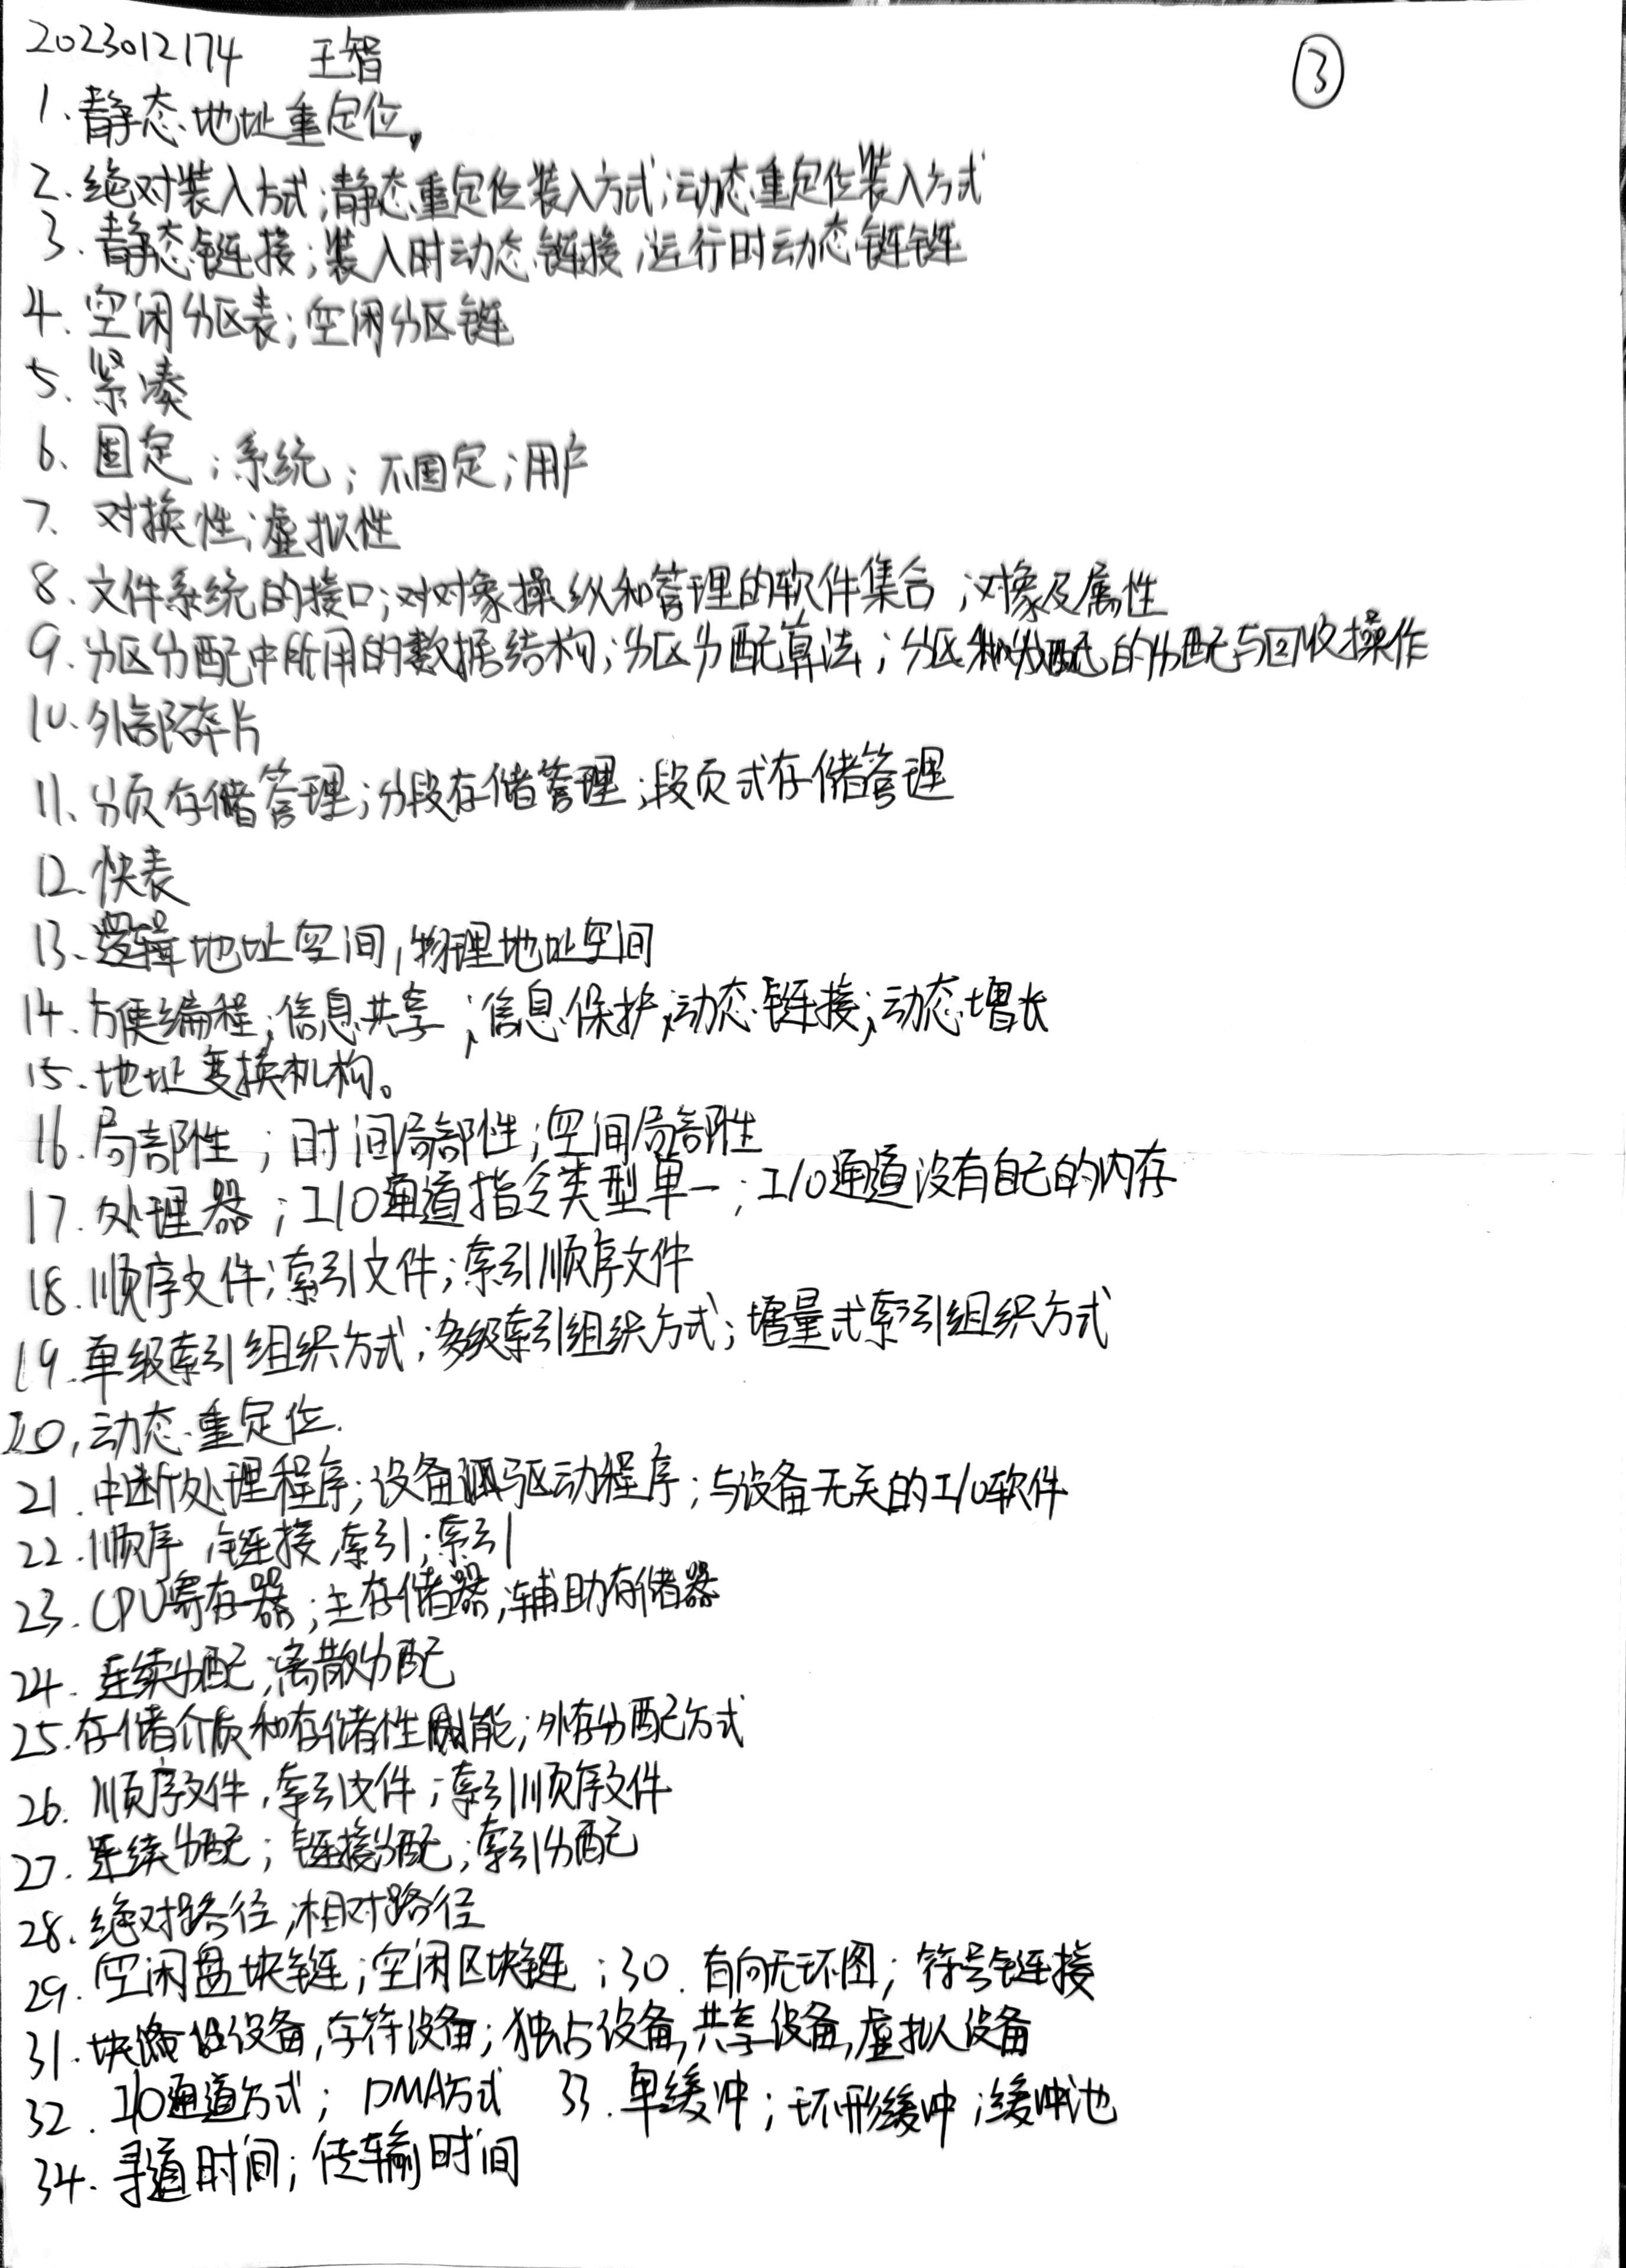 2023012174 王智 ③
1、静态地址重定位。
2、绝对装入方式;静态重定位装入方式;动态重定位装入方式
3、静态链接;装入时动态链接;运行时动态链链
4、空闲分区表;空闲分区链
5、紧凑
6、固定;系统;不固定;用户
7、对换性;虚拟性
8、文件系统的接口;对对象操纵和管理的软件集合;对象及属性
9、分区分配中所用的数据结构;分区分配算法;分区的分配与回收操作
10、外部碎片
11、分页存储管理;分段存储管理;段页式存储管理
12、快表
13、逻辑地址空间,物理地址空间
14、方便编程;信息共享;信息保护;动态链接;动态增长
15、地址变换机构。
16、局部性;时间局部性;空间局部性
17、处理器;I/O通道指令类型单一;I/O通道没有自己的内存
18、顺序文件;索引文件;索引顺序文件
19、单级索引组织方式;多级索引组织方式;增量式索引组织方式
20、动态重定位.
21、中断处理程序;设备驱动程序;与设备无关的I/O软件
22、顺序,链接,索引;索引
23、CPU寄存器;主存储器;辅助存储器
24、连续分配;离散分配
25、存储介质和存储性能;外存分配方式
26、顺序文件,索引文件;索引顺序文件
27、连续分配;链接分配;索引分配
28、绝对路径;相对路径
29、空闲盘块链;空闲区块链;30、有向无环图;符号链接
31、块设备,字符设备;独占设备,共享设备,虚拟人设备
32、I/O通道方式;DMA方式 33、单缓冲;环形缓冲;缓冲池
34、寻道时间;传输时间